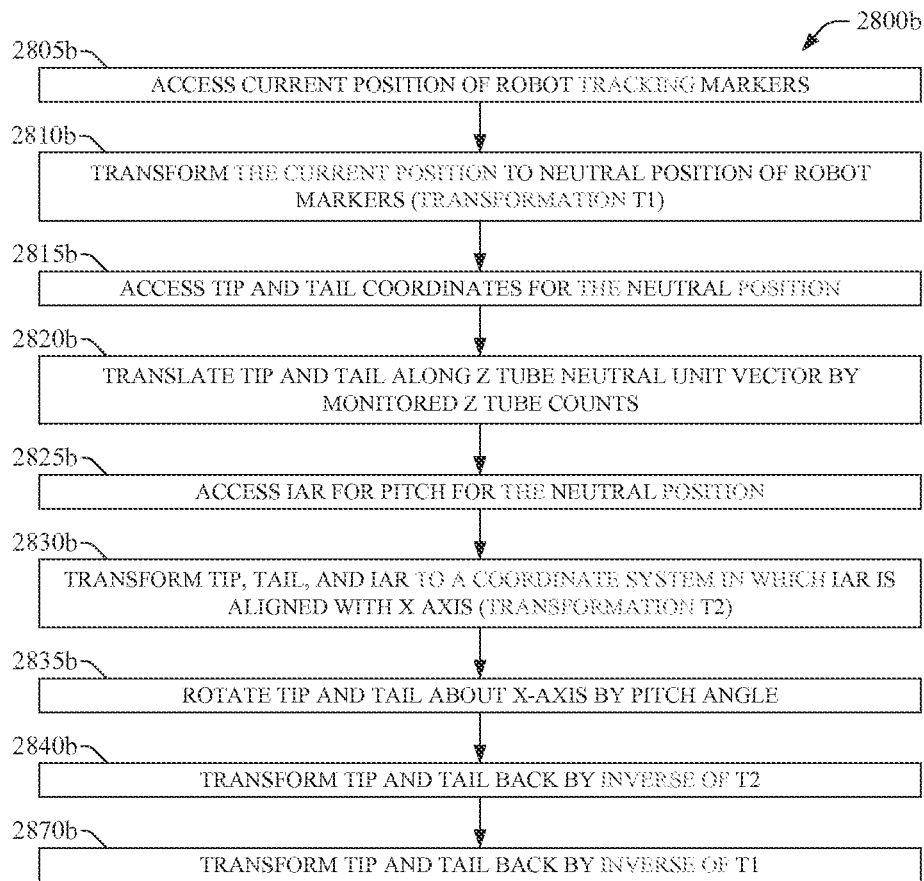 2800b
2805b
ACCESS CURRENT POSITION OF ROBOT TRACKING MARKERS
2810b
TRANSFORM THE CURRENT POSITION TO NEUTRAL POSITION OF ROBOT
MARKERS (TRANSFORMATION T1)
2815b
ACCESS TIP AND TAIL COORDINATES FOR THE NEUTRAL POSITION
2820b
TRANSLATE TIP AND TAIL ALONG Z TUBE NEUTRAL UNIT VECTOR BY
MONITORED Z TUBE COUNTS
2825b
ACCESS IAR FOR PITCH FOR THE NEUTRAL POSITION
2830b
TRANSFORM TIP, TAIL, AND IAR TO A COORDINATE SYSTEM IN WHICH IAR IS
ALIGNED WITH X AXIS (TRANSFORMATION T2)
2835b
ROTATE TIP AND TAIL ABOUT X-AXIS BY PITCH ANGLE
2840b
TRANSFORM TIP AND TAIL BACK BY INVERSE OF T2
2870b
TRANSFORM TIP AND TAIL BACK BY INVERSE OF T1